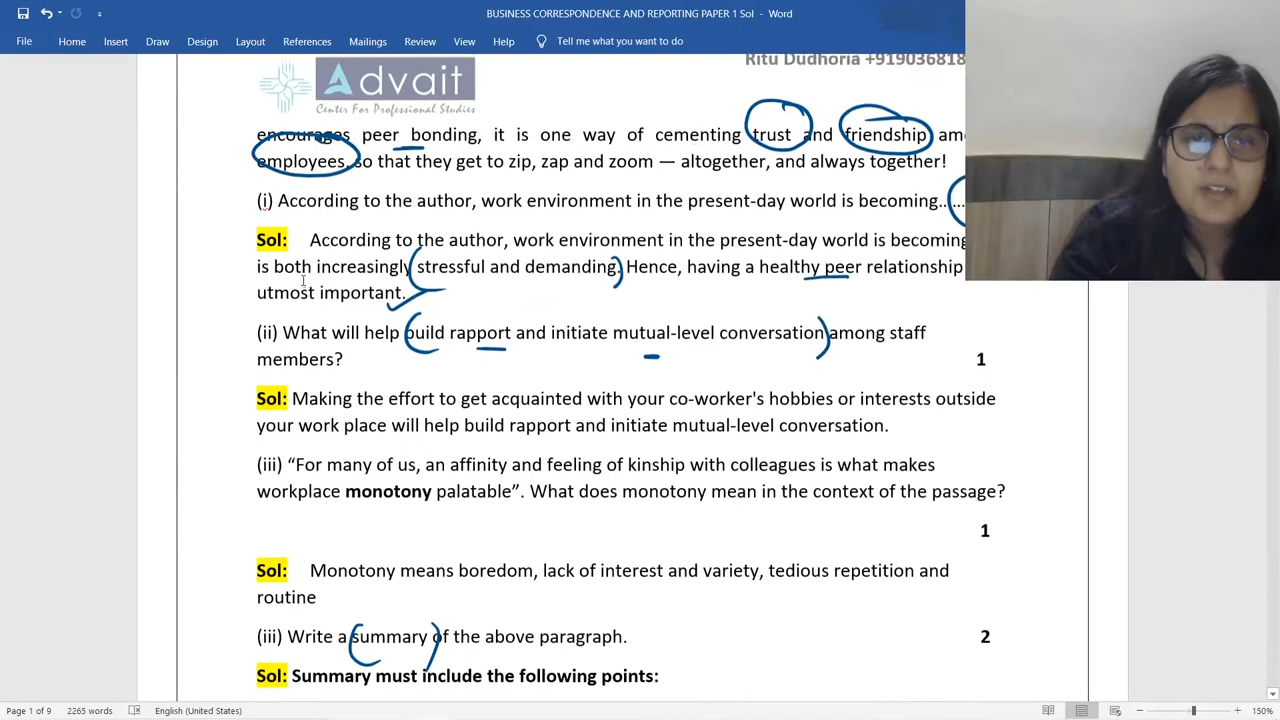 BUSINESS CORRESPONDENCE AND REPORTING PAPER 1 Sol - Word
File Home Insert Draw Design Layout References Mailings Review View Help Tell me what you want to do
Ritu Dudhoria +919036818
Advait
Center For Professional Studies
encourages peer bonding, it is one way of cementing trust and friendship am
employees, so that they get to zip, zap and zoom — altogether, and always together!
(i) According to the author, work environment in the present-day world is becoming.....
Sol: According to the author, work environment in the present-day world is becoming
is both increasingly stressful and demanding. Hence, having a healthy peer relationship
utmost important.
(ii) What will help build rapport and initiate mutual-level conversation among staff
members? 1
Sol: Making the effort to get acquainted with your co-worker's hobbies or interests outside
your work place will help build rapport and initiate mutual-level conversation.
(iii) “For many of us, an affinity and feeling of kinship with colleagues is what makes
workplace monotony palatable”. What does monotony mean in the context of the passage?
1
Sol: Monotony means boredom, lack of interest and variety, tedious repetition and
routine
(iii) Write a summary of the above paragraph. 2
Sol: Summary must include the following points:
Page 1 of 9 2265 words English (United States) 150%